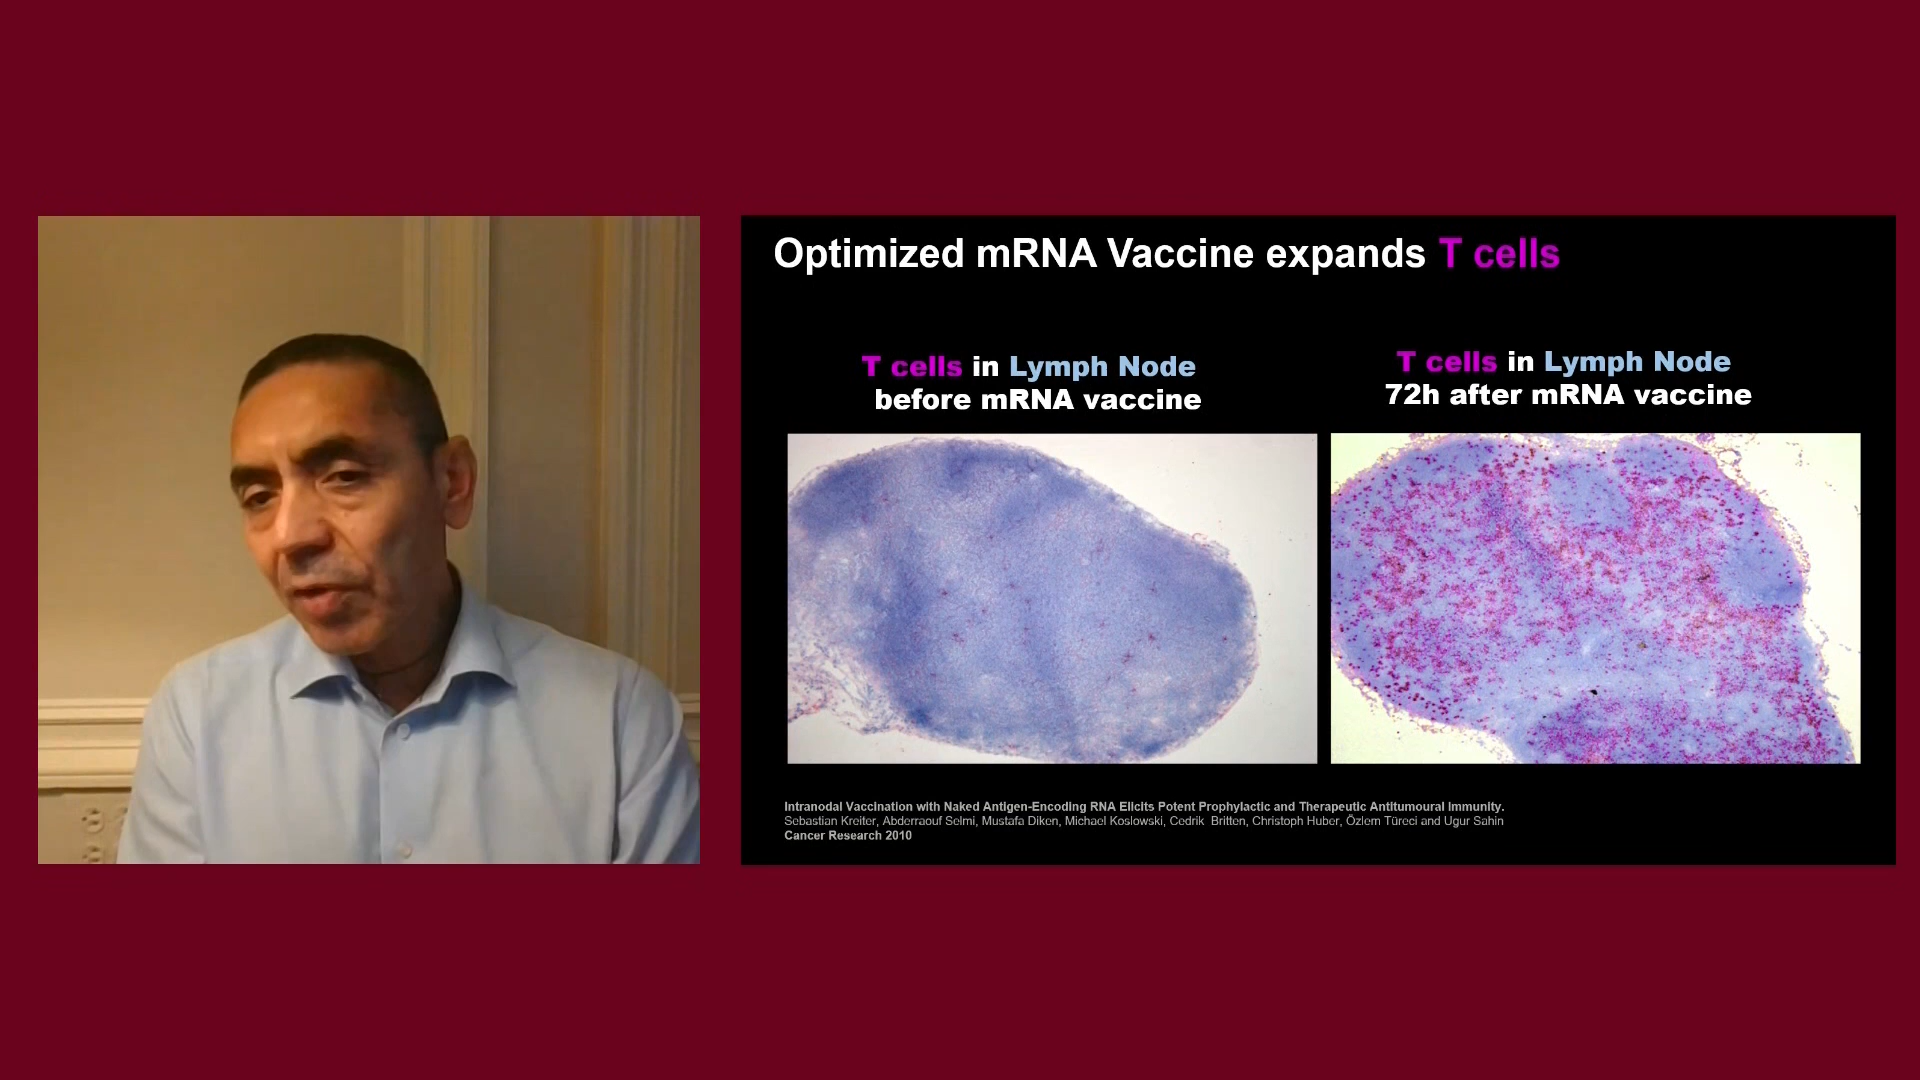 Optimized mRNA Vaccine expands T cells
T cells in Lymph Node
before mRNA vaccine
T cells in Lymph Node
72h after mRNA vaccine
Intranodal Vaccination with Naked Antigen-Encoding RNA Elicits Potent Prophylactic and Therapeutic Antitumoural Immunity.
Sebastian Kreiter, Abderraouf Selmi, Mustafa Diken, Michael Koslowski, Cedrik Britten, Christoph Huber, Özlem Türeci and Ugur Sahin
Cancer Research 2010